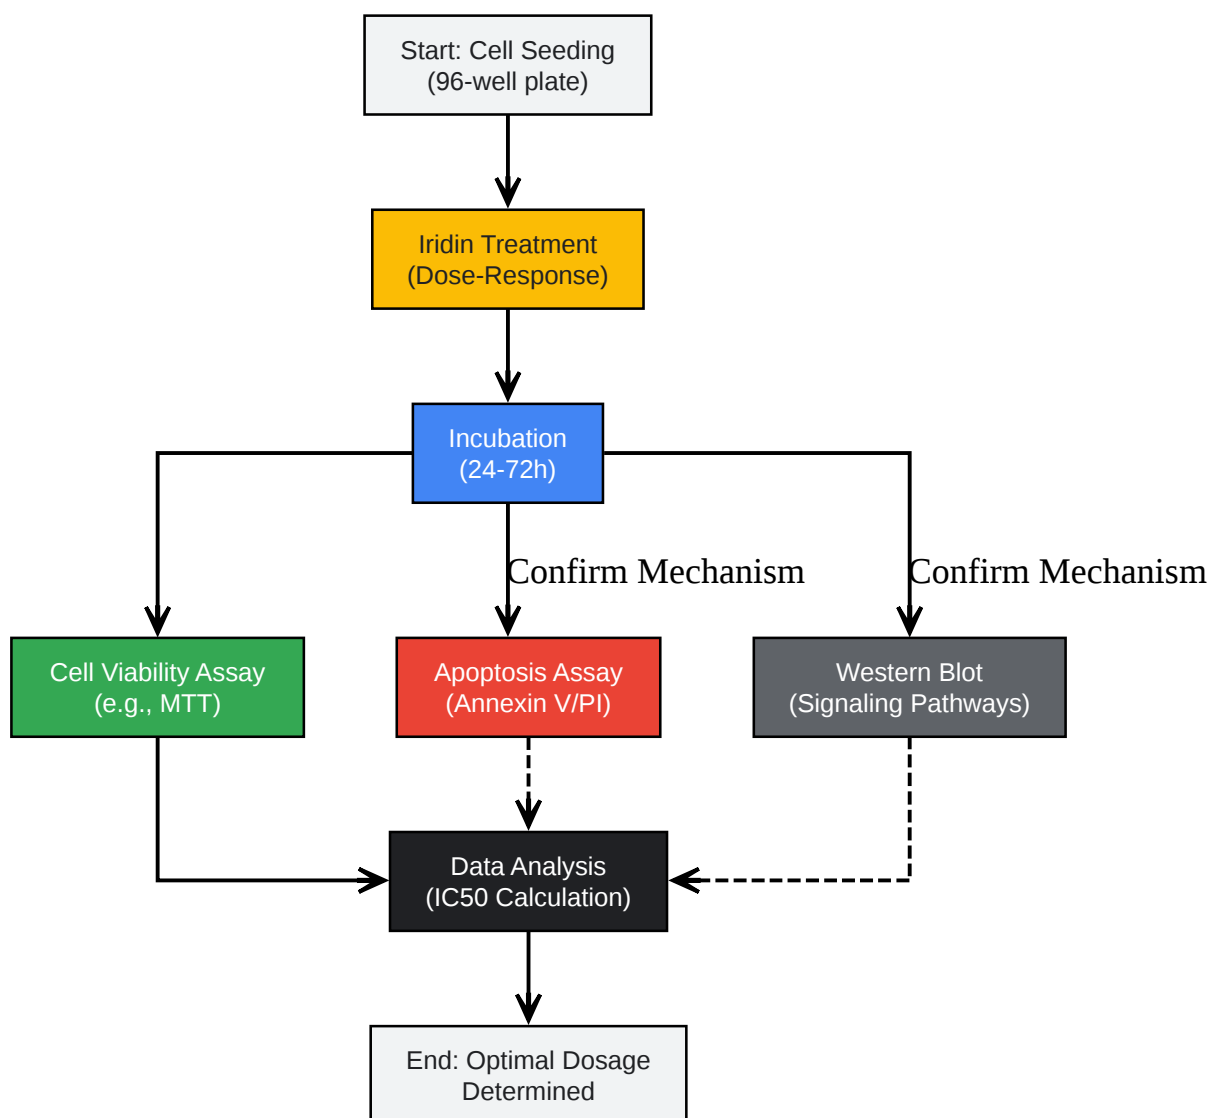 Start: Cell Seeding
(96-well plate)
Iridin Treatment
(Dose-Response)
Incubation
(24-72h)
Confirm Mechanism
Confirm Mechanism
Cell Viability Assay
(e.g., MTT)
Apoptosis Assay
(Annexin V/PI)
Western Blot
(Signaling Pathways)
Data Analysis
(IC50 Calculation)
End: Optimal Dosage
Determined